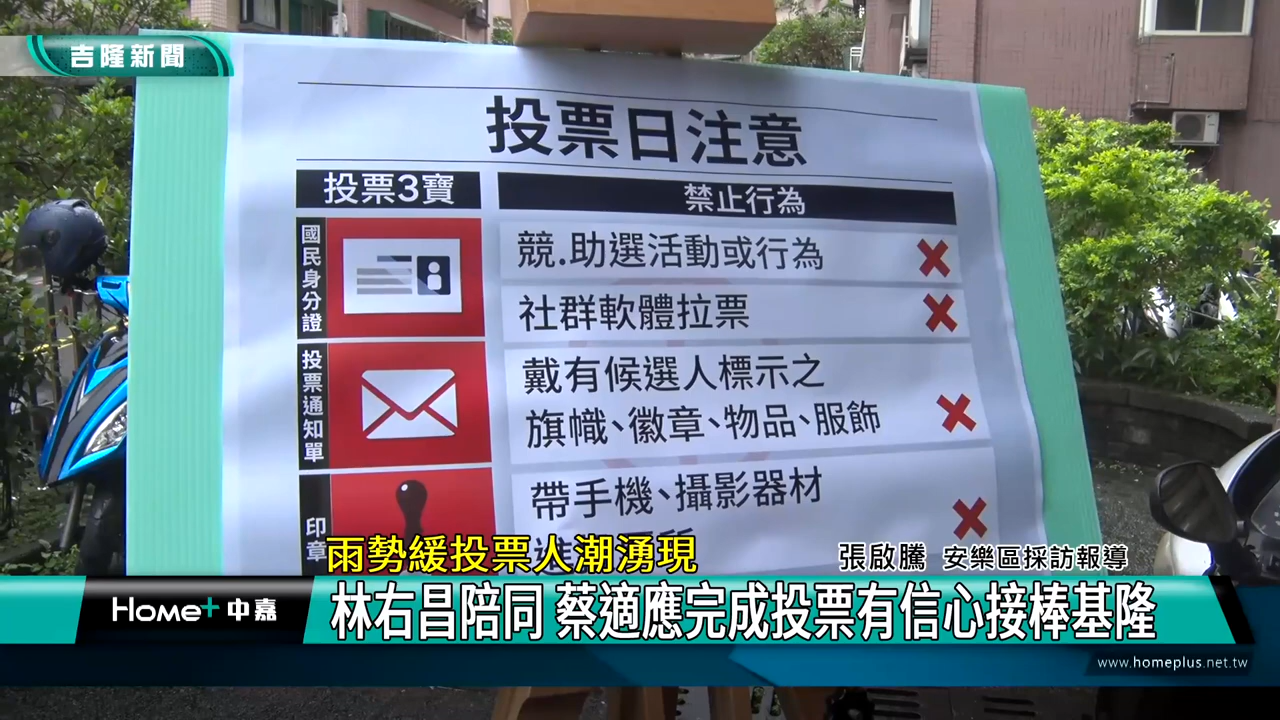 吉隆新聞
投票日注意
投票3寶
禁止行為
國民身分證
競.助選活動或行為
社群軟體拉票
投票通知單
戴有候選人標示之
旗幟、徽章、物品、服飾
印章
帶手機、攝影器材
雨勢緩投票人潮湧現
張啟騰 安樂區採訪報導
Home+中嘉
林右昌陪同 蔡適應完成投票有信心接棒基隆
www.homeplus.net.tw